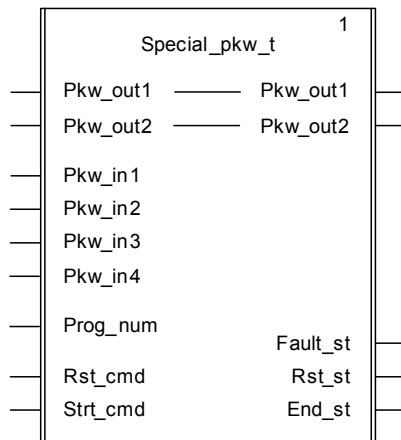 1
Special_pkw_t
Pkw_out1 Pkw_out1
Pkw_out2 Pkw_out2
Pkw_in1
Pkw_in2
Pkw_in3
Pkw_in4
Prog_num
Fault_st
Rst_cmd Rst_st
Strt_cmd End_st